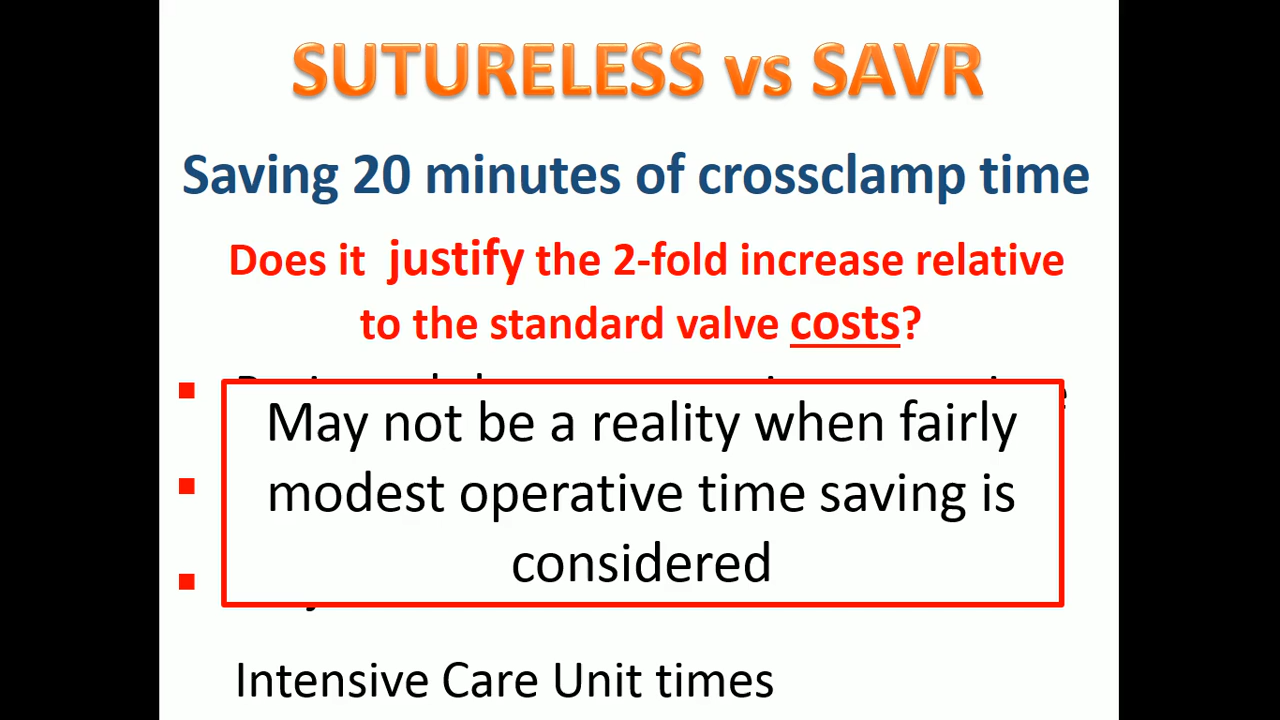 SUTURELESS vs SAVR
Saving 20 minutes of crossclamp time
Does it justify the 2-fold increase relative
to the standard valve costs?
May not be a reality when fairly
modest operative time saving is
considered
Intensive Care Unit times